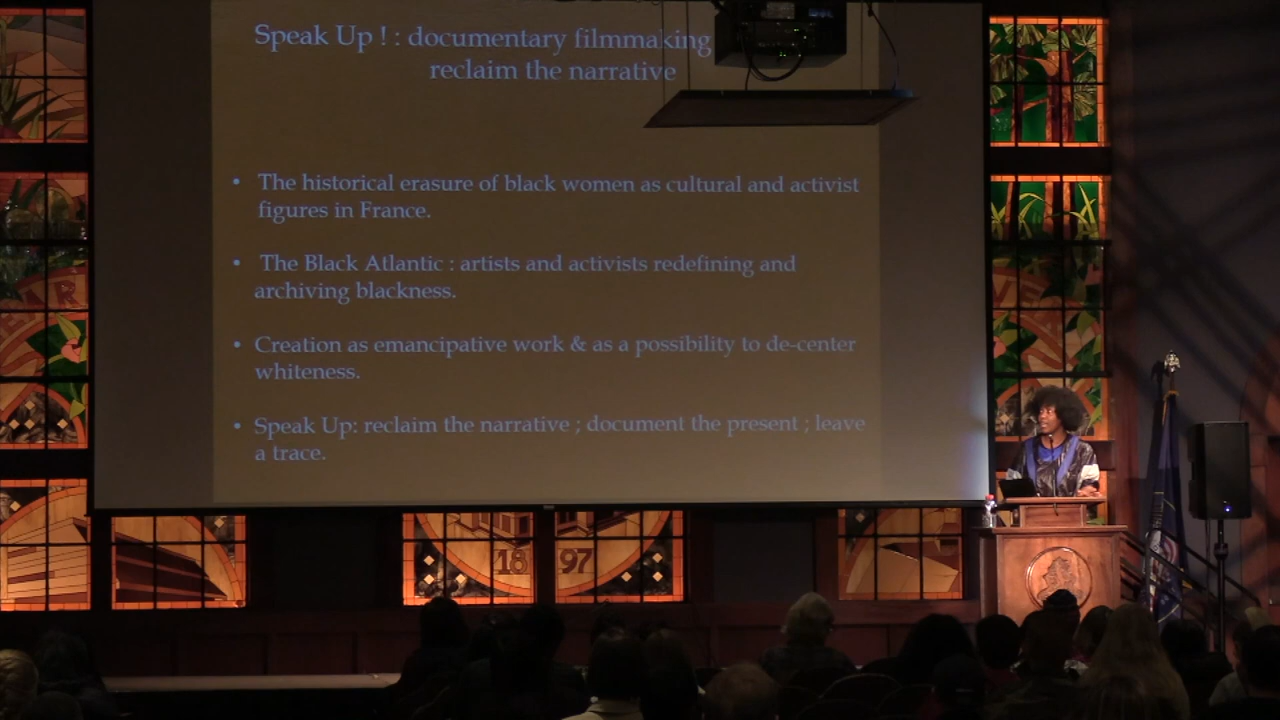 Speak Up ! : documentary filmmaking
reclaim the narrative
• The historical erasure of black women as cultural and activist
figures in France.
• The Black Atlantic : artists and activists redefining and
archiving blackness.
• Creation as emancipative work & as a possibility to de-center
whiteness.
• Speak Up: reclaim the narrative ; document the present ; leave
a trace.
18 97